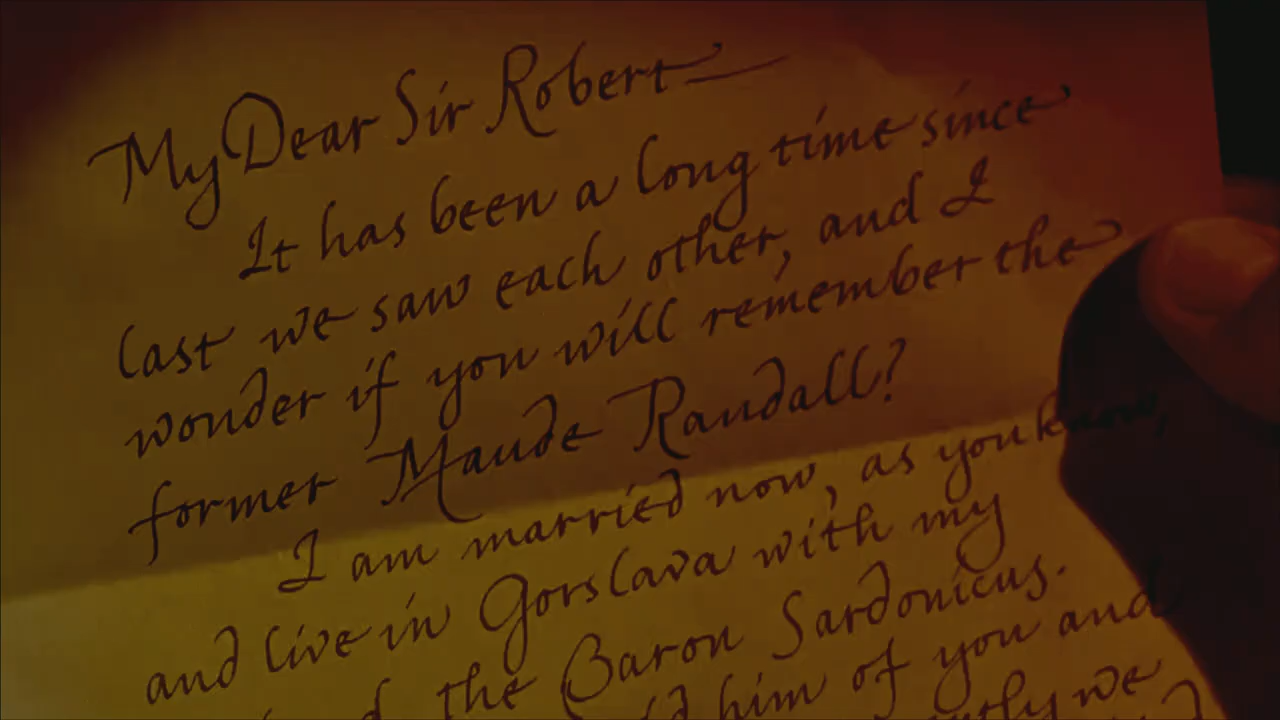 My Dear Sir Robert
It has been a long time since
last we saw each other, and I
wonder if you will remember the
former Maude Randall?
I am married now, as you know,
and live in Gorslava with my
the Baron Sardonicus.
him of you and
we